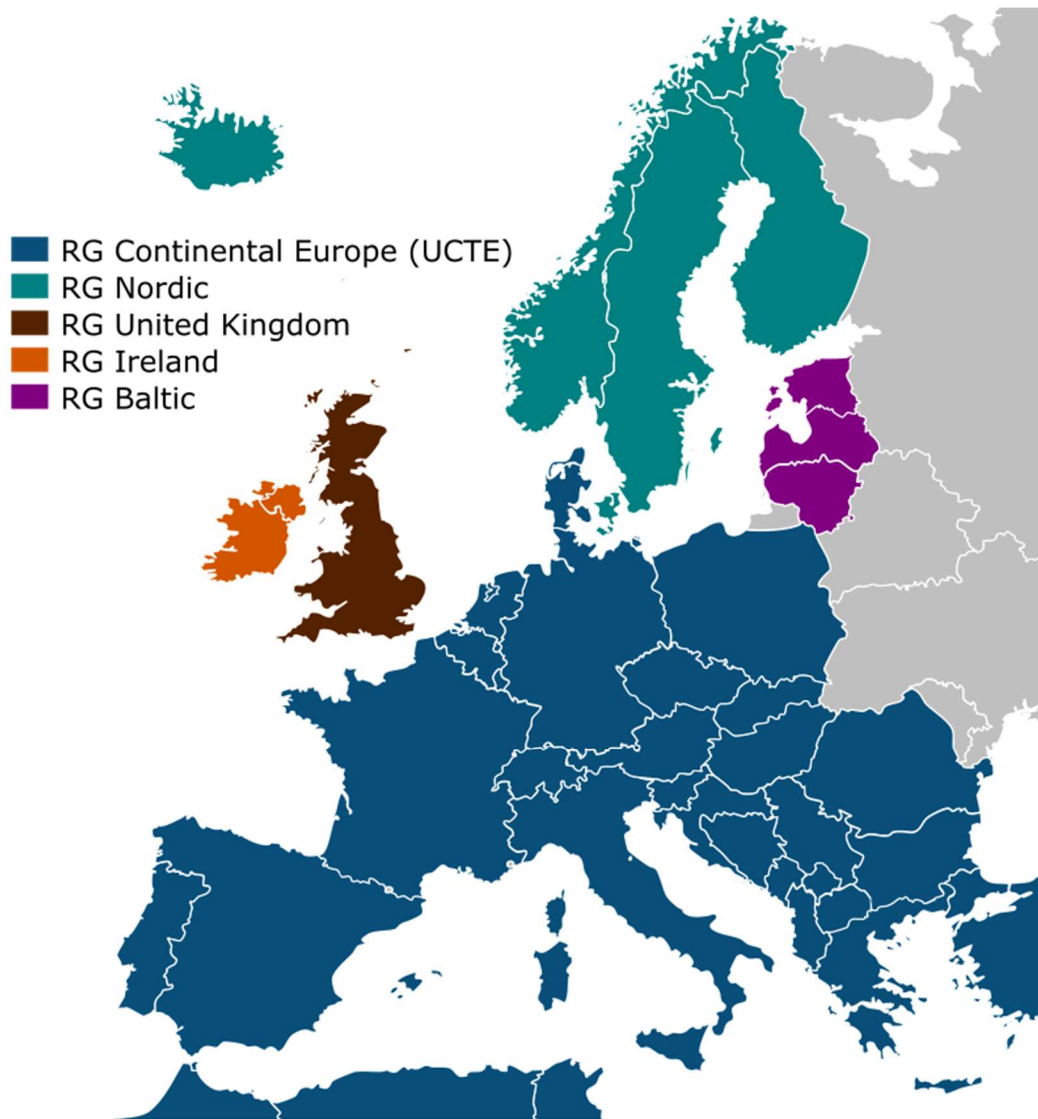 RG Continental Europe (UCTE)
RG Nordic
RG United Kingdom
RG Ireland
RG Baltic